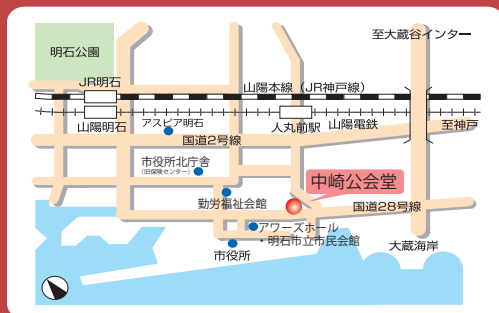 明石公園
至大蔵谷インター
JR明石
山陽本線（JR神戸線）
山陽明石
アスピア明石
人丸前駅
山陽電鉄
至神戸
国道2号線
市役所北庁舎
（旧保険センター）
中崎公会堂
勤労福祉会館
国道28号線
アワーズホール
・明石市立市民会館
市役所
大蔵海岸